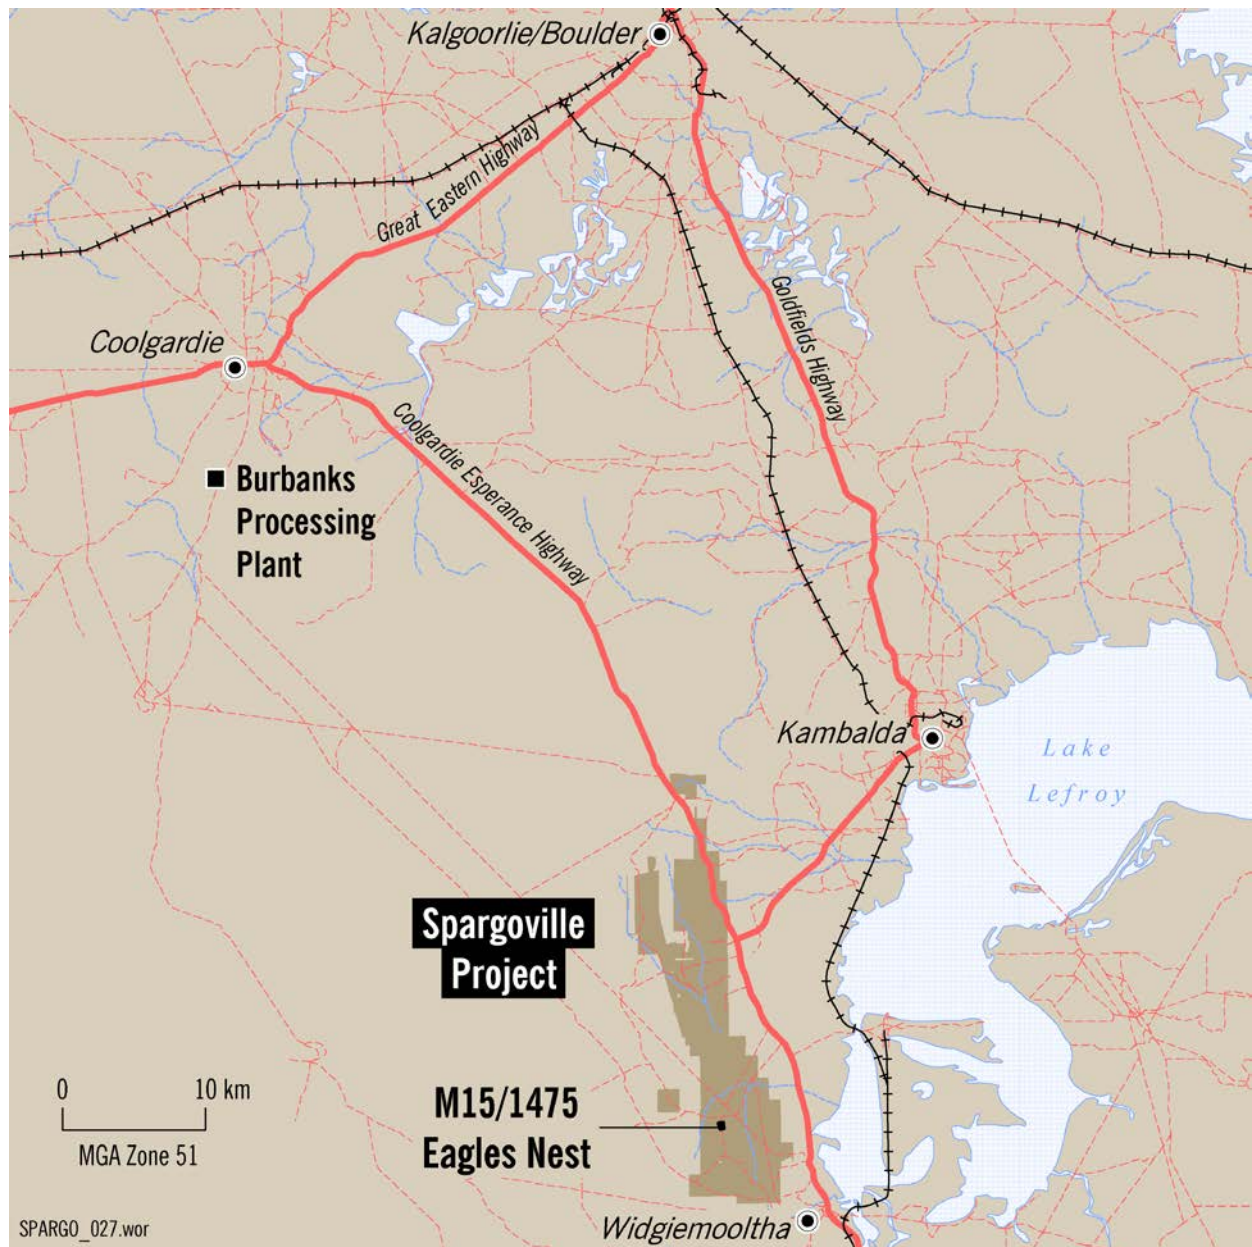 Kalgoorlie/Boulder
Great Eastern Highway
Goldfields Highway
Coolgardie
Coolgardie Esperance Highway
Burbanks
Processing
Plant
Kambalda
Lake
Lefroy
Spargoville
Project
0 10 km
MGA Zone 51
M15/1475
Eagles Nest
Widgiemooltha
SPARGO_027.wor